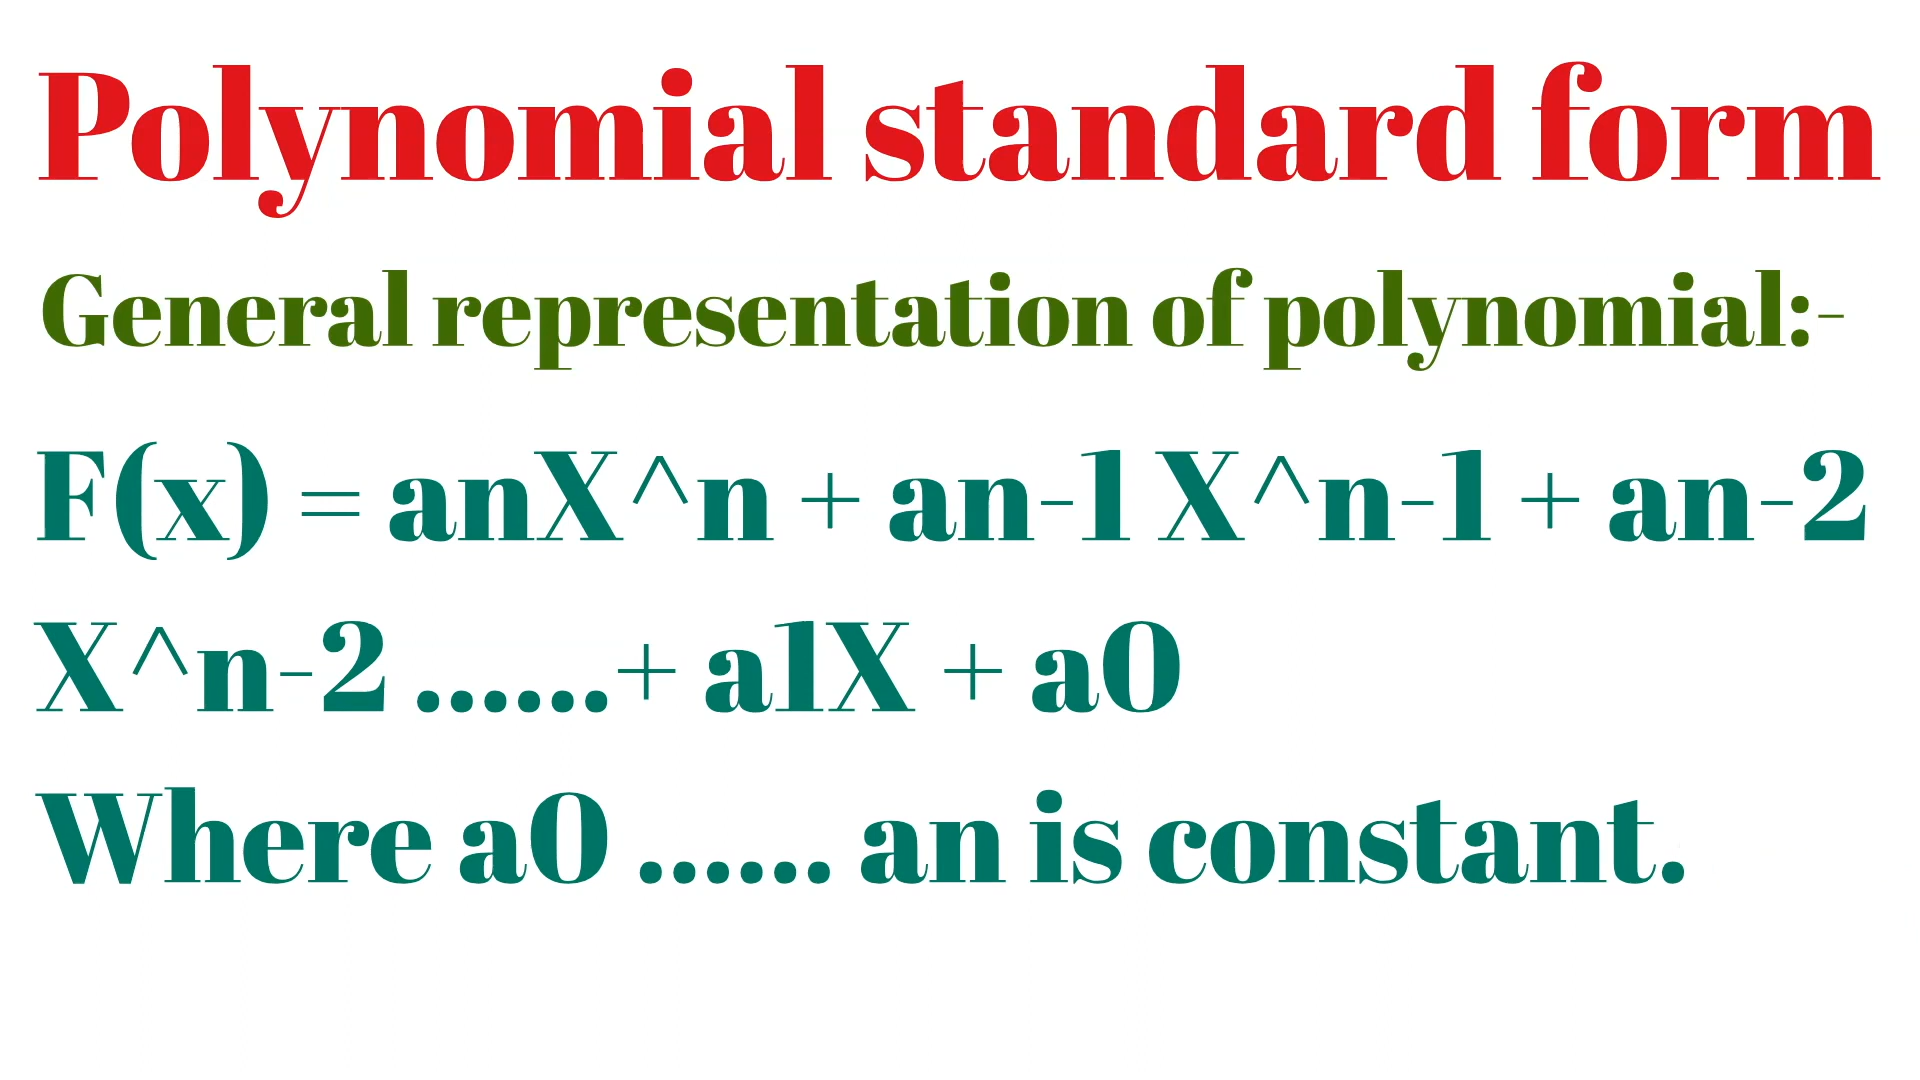 Polynomial standard form
General representation of polynomial:-
F(x) = anX^n + an-1 X^n-1 + an-2
X^n-2 ......+ a1X + a0
Where a0 ...... an is constant.